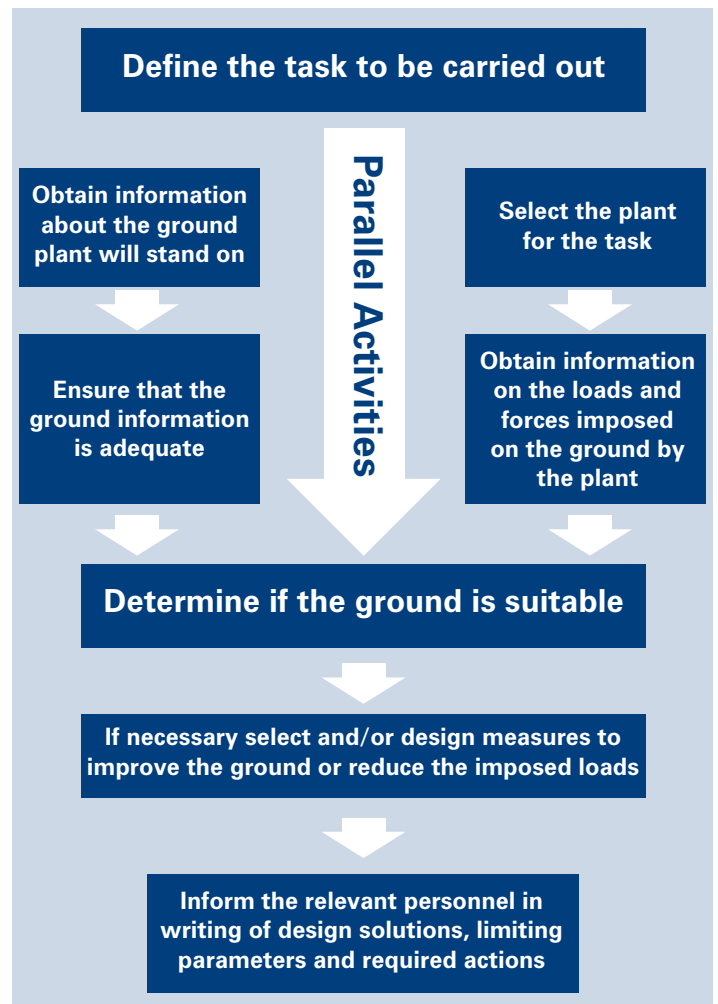 Define the task to be carried out
Obtain information
about the ground
plant will stand on
Ensure that the
ground information
is adequate
Parallel Activities
Select the plant
for the task
Obtain information
on the loads and
forces imposed
on the ground by
the plant
Determine if the ground is suitable
If necessary select and/or design measures to
improve the ground or reduce the imposed loads
Inform the relevant personnel in
writing of design solutions, limiting
parameters and required actions